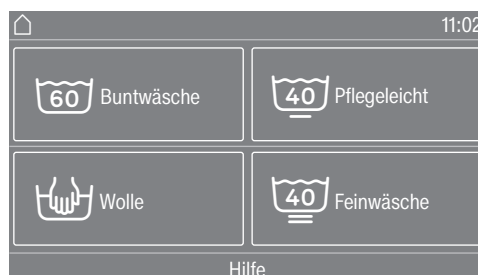 11:02
60 Buntwäsche
40 Pflegeleicht
Wolle
40 Feinwäsche
Hilfe